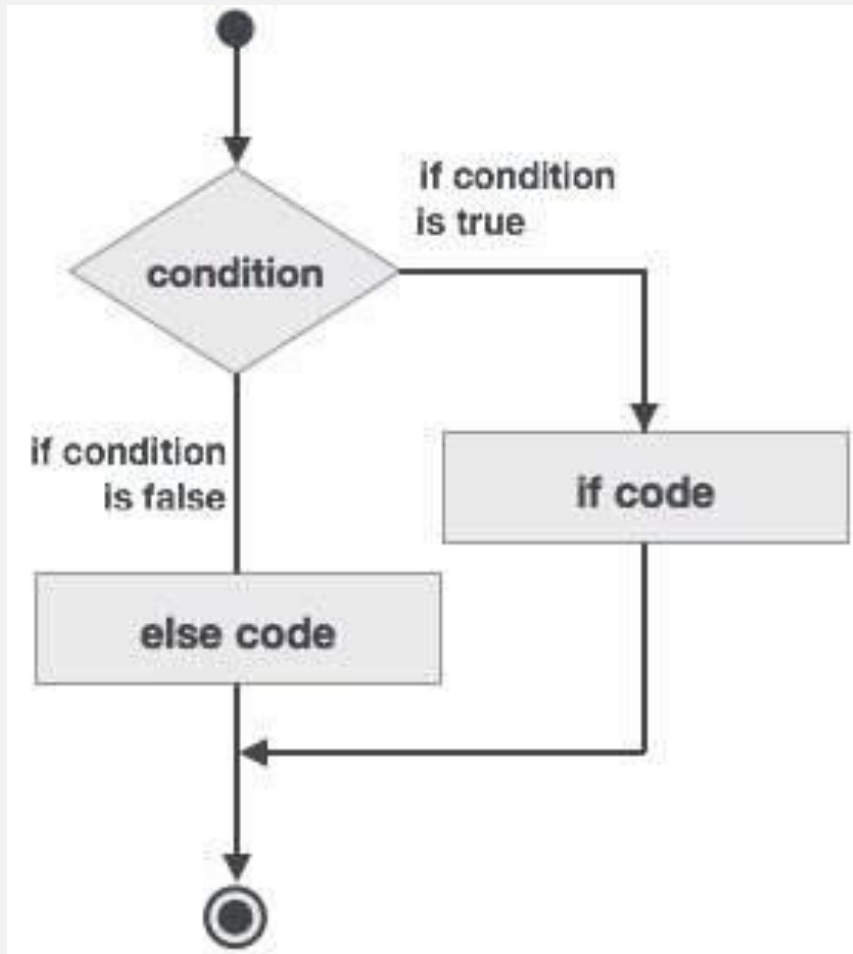 if condition
is true
condition
if condition
is false
if code
else code